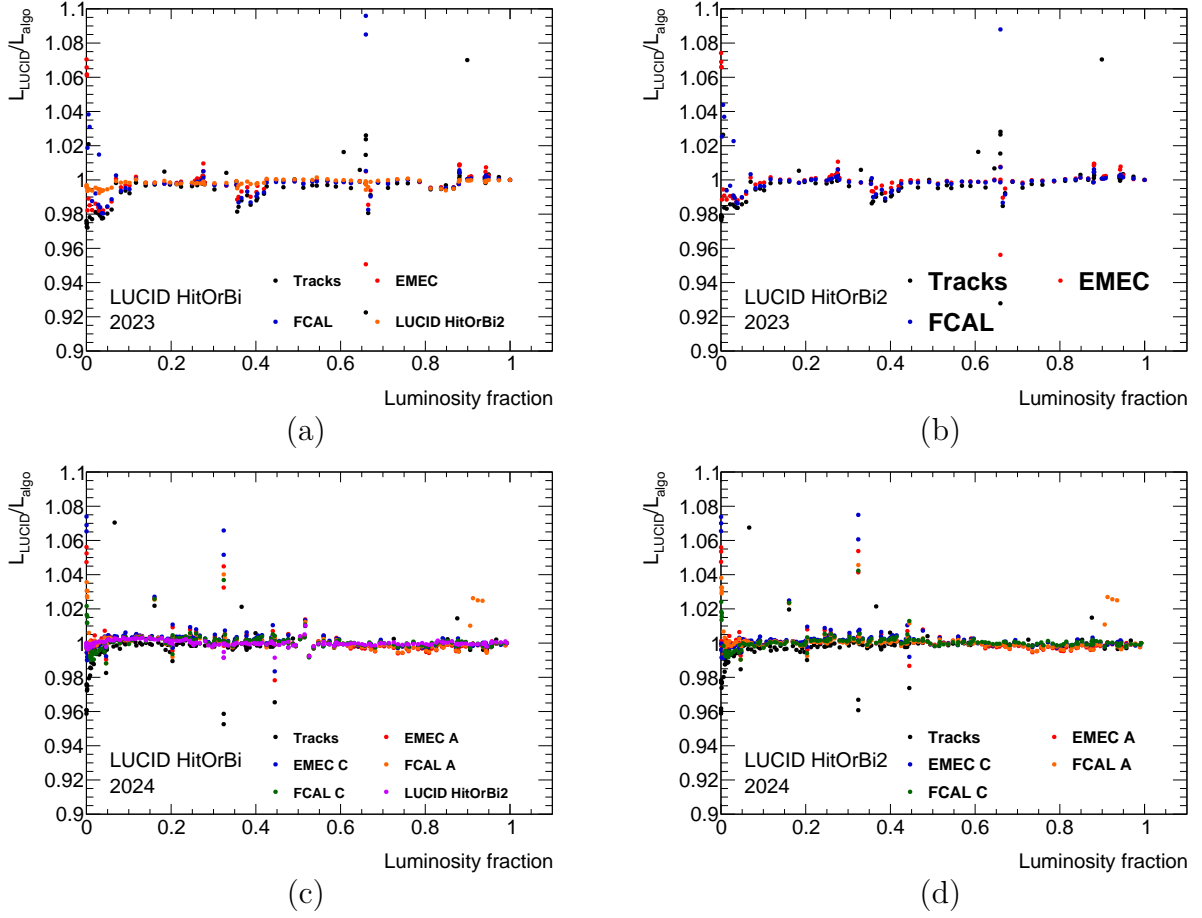 L_LUCID/L_algo
1.1
1.08
1.06
1.04
1.02
1
0.98
0.96
0.94
0.92
0.9
LUCID HitOrBi
2023
Tracks
EMEC
FCAL
LUCID HitOrBi2
0 0.2 0.4 0.6 0.8 1
Luminosity fraction
(a)
L_LUCID/L_algo
1.1
1.08
1.06
1.04
1.02
1
0.98
0.96
0.94
0.92
0.9
LUCID HitOrBi2
2023
Tracks
EMEC
FCAL
0 0.2 0.4 0.6 0.8 1
Luminosity fraction
(b)
L_LUCID/L_algo
1.1
1.08
1.06
1.04
1.02
1
0.98
0.96
0.94
0.92
0.9
LUCID HitOrBi
2024
Tracks
EMEC A
EMEC C
FCAL A
FCAL C
LUCID HitOrBi2
0 0.2 0.4 0.6 0.8 1
Luminosity fraction
(c)
L_LUCID/L_algo
1.1
1.08
1.06
1.04
1.02
1
0.98
0.96
0.94
0.92
0.9
LUCID HitOrBi2
2024
Tracks
EMEC A
EMEC C
FCAL A
FCAL C
0 0.2 0.4 0.6 0.8 1
Luminosity fraction
(d)